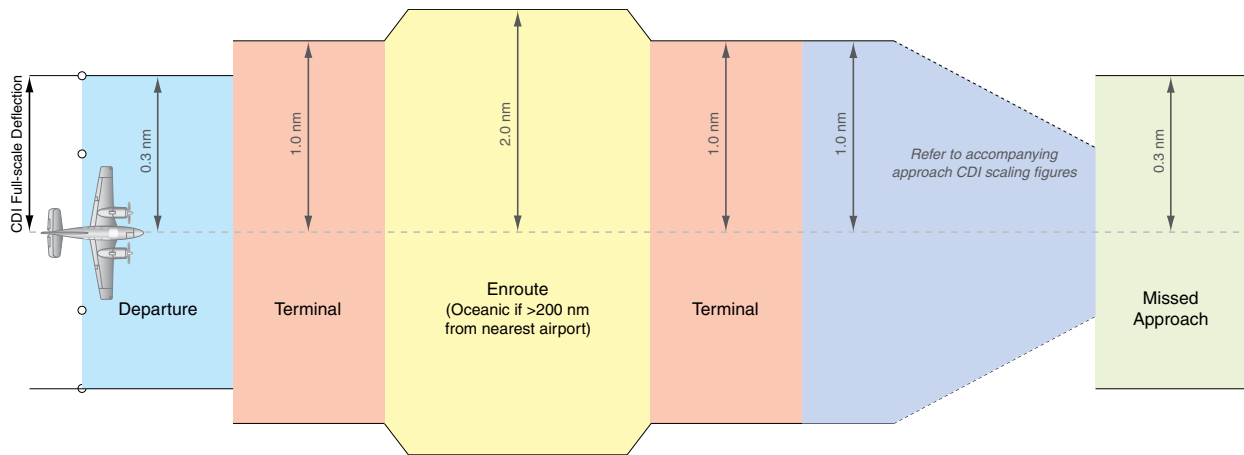 CDI Full-scale Deflection
0.3 nm
Departure
1.0 nm
Terminal
2.0 nm
Enroute
(Oceanic if >200 nm
from nearest airport)
1.0 nm
Terminal
1.0 nm
Refer to accompanying
approach CDI scaling figures
0.3 nm
Missed
Approach